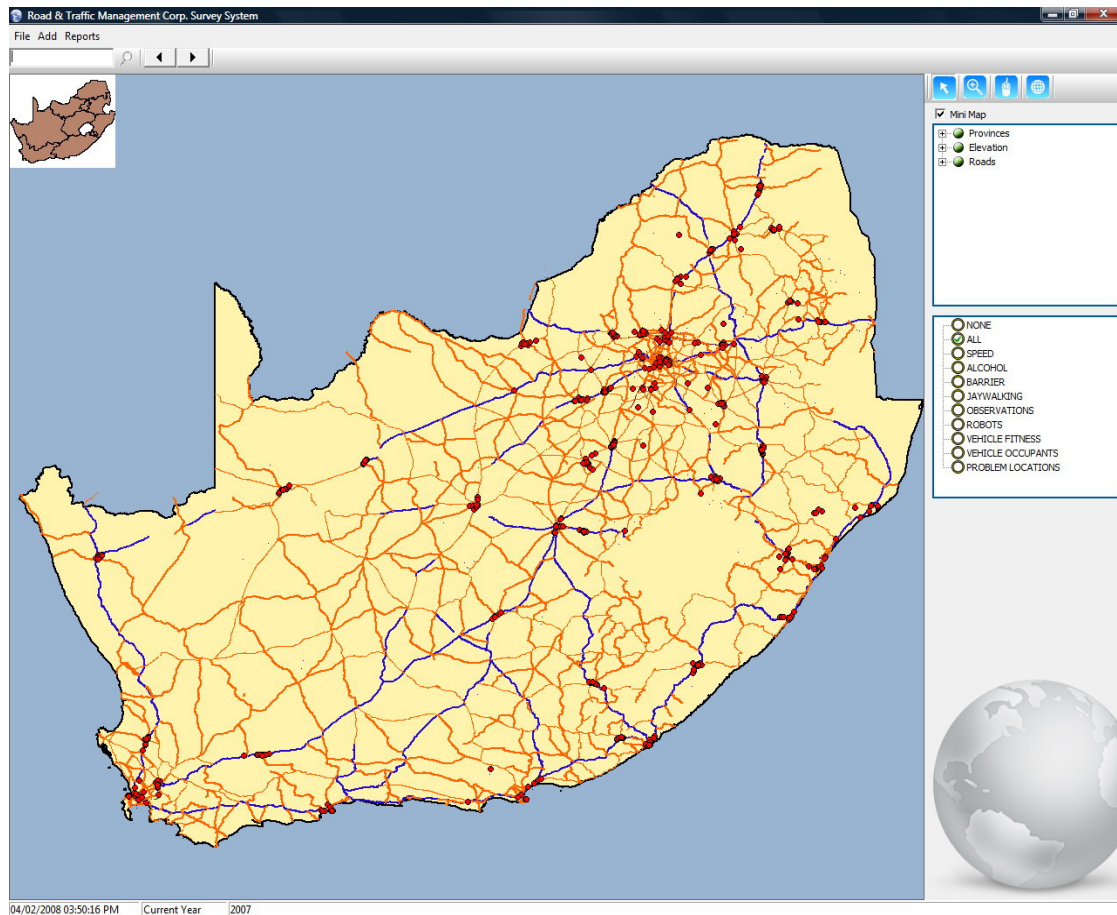 Road & Traffic Management Corp. Survey System
File Add Reports
Mini Map
Provinces
Elevation
Roads
NONE
ALL
SPEED
ALCOHOL
BARRIER
JAYWALKING
OBSERVATIONS
ROBOTS
VEHICLE FITNESS
VEHICLE OCCUPANTS
PROBLEM LOCATIONS
04/02/2008 03:50:16 PM Current Year 2007